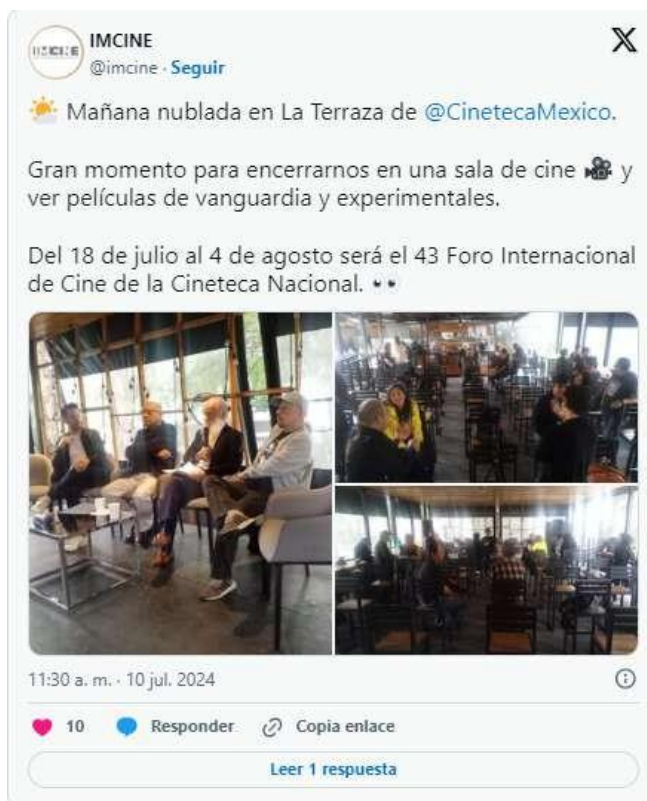 IMCINE
IMCINE
@imcine · Seguir
🌤️ Mañana nublada en La Terraza de @CinetecaMexico.
Gran momento para encerrarnos en una sala de cine 🎥 y
ver películas de vanguardia y experimentales.
Del 18 de julio al 4 de agosto será el 43 Foro Internacional
de Cine de la Cineteca Nacional. 👀
11:30 a. m. · 10 jul. 2024
10 Responder Copia enlace
Leer 1 respuesta